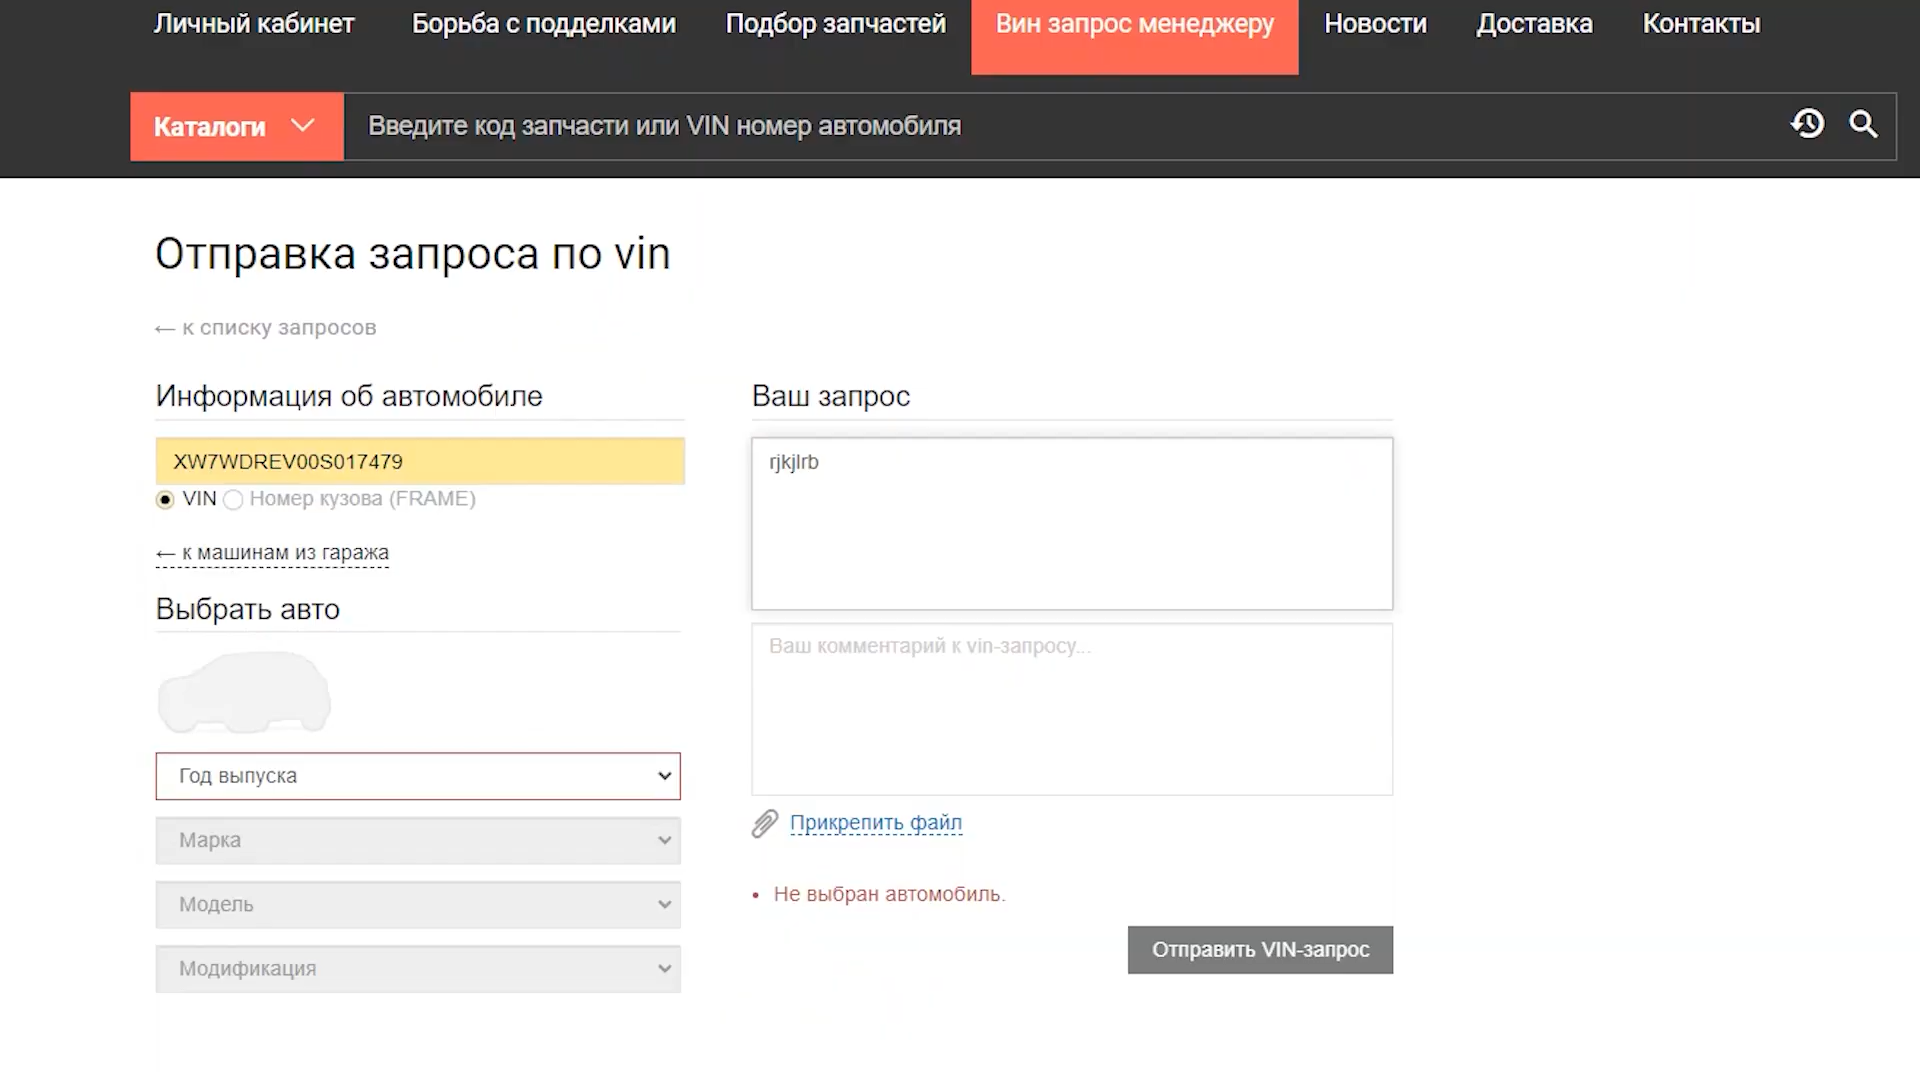 Личный кабинет Борьба с подделками Подбор запчастей Вин запрос менеджеру Новости Доставка Контакты
Каталоги Введите код запчасти или VIN номер автомобиля
Отправка запроса по vin
← к списку запросов
Информация об автомобиле
XW7WDREV00S017479
VIN Номер кузова (FRAME)
← к машинам из гаража
Выбрать авто
Год выпуска
Марка
Модель
Модификация
Ваш запрос
rjkjlrb
Ваш комментарий к vin-запросу...
Прикрепить файл
• Не выбран автомобиль.
Отправить VIN-запрос